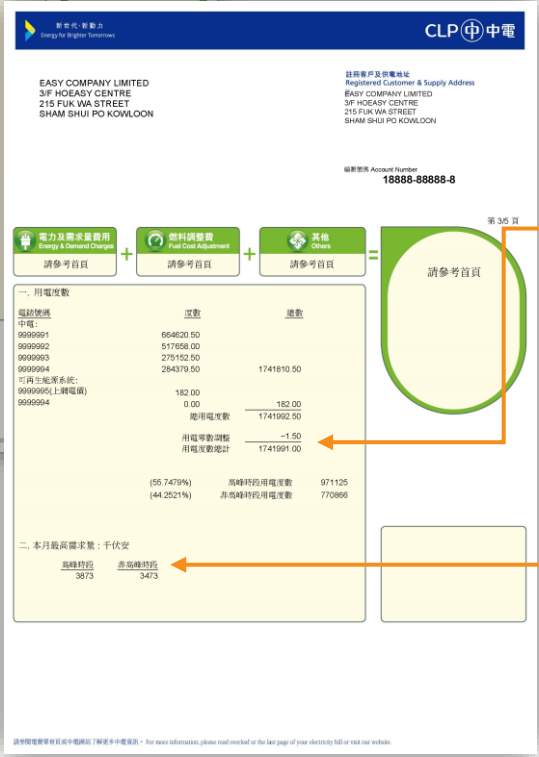 新世代·新動力
Energy for Brighter Tomorrows
CLP 中 中電
EASY COMPANY LIMITED
3/F HOEASY CENTRE
215 FUK WA STREET
SHAM SHUI PO KOWLOON
註冊客戶及供電地址
Registered Customer & Supply Address
EASY COMPANY LIMITED
3/F HOEASY CENTRE
215 FUK WA STREET
SHAM SHUI PO KOWLOON
編號 Account Number
18888-88888-8
第 3/5 頁
電力及需求量費用
Energy & Demand Charges
請參考首頁
+
燃料調整費
Fuel Cost Adjustment
請參考首頁
+
其他
Others
請參考首頁
=
請參考首頁
一. 用電度數
電錶號碼 度數 總數
中電:
9999991 664620.50
9999992 517658.00
9999993 275152.50
9999994 284379.50 1741810.50
可再生能源系統:
9999995(上網電價) 182.00
9999994 0.00 182.00
總用電度數 1741992.50
用電零數調整 -1.50
用電度數總計 1741991.00
(55.7479%) 高峰時段用電度數 971125
(44.2521%) 非高峰時段用電度數 770866
二. 本月最高需求量 : 千伏安
高峰時段 非高峰時段
3873 3473
For more information, please read overleaf or the last page of your electricity bill or visit our website.